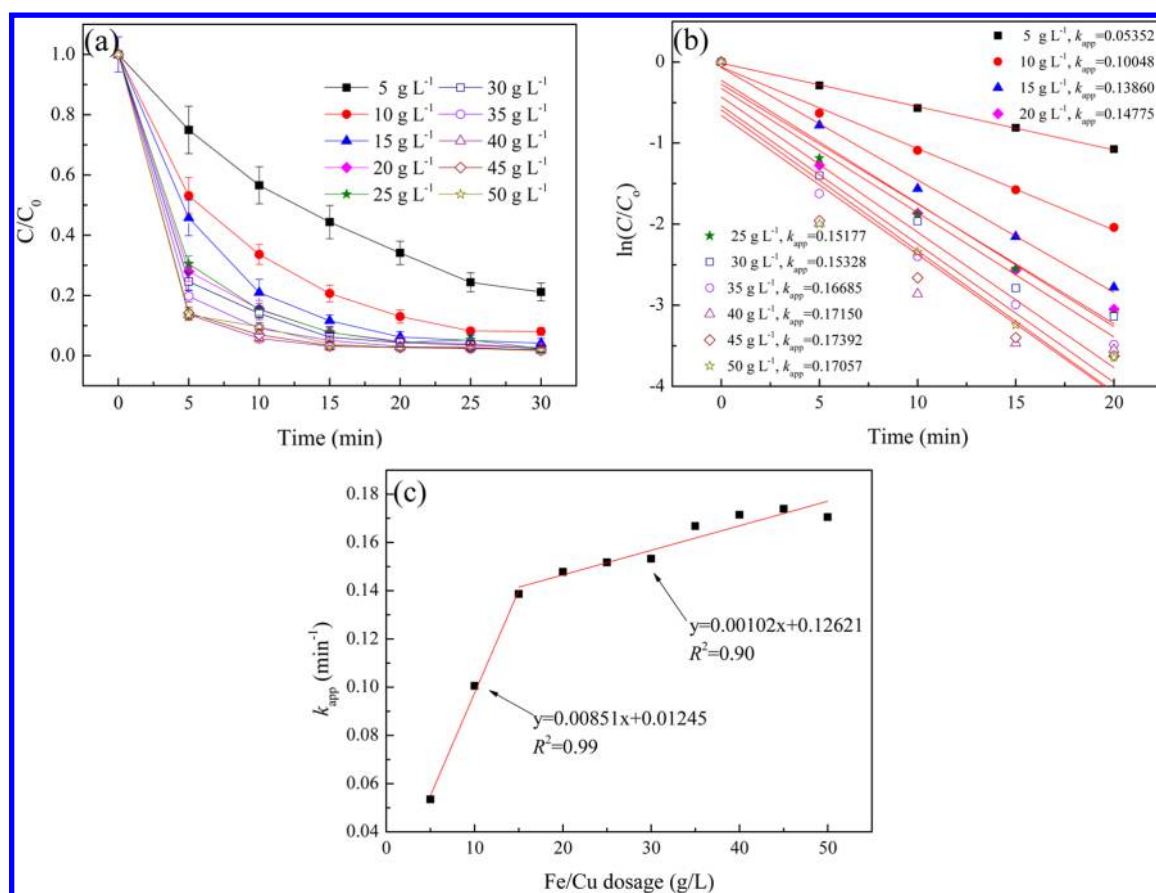 (a)
C/C0
1.0
0.8
0.6
0.4
0.2
0.0
5 g L-1
10 g L-1
15 g L-1
20 g L-1
25 g L-1
30 g L-1
35 g L-1
40 g L-1
45 g L-1
50 g L-1
0 5 10 15 20 25 30
Time (min)
(b)
ln(C/Co)
0
-1
-2
-3
-4
5 g L-1, kapp=0.05352
10 g L-1, kapp=0.10048
15 g L-1, kapp=0.13860
20 g L-1, kapp=0.14775
25 g L-1, kapp=0.15177
30 g L-1, kapp=0.15328
35 g L-1, kapp=0.16685
40 g L-1, kapp=0.17150
45 g L-1, kapp=0.17392
50 g L-1, kapp=0.17057
0 5 10 15 20
Time (min)
(c)
kapp (min-1)
0.18
0.16
0.14
0.12
0.10
0.08
0.06
0.04
y=0.00102x+0.12621
R2=0.90
y=0.00851x+0.01245
R2=0.99
0 10 20 30 40 50
Fe/Cu dosage (g/L)